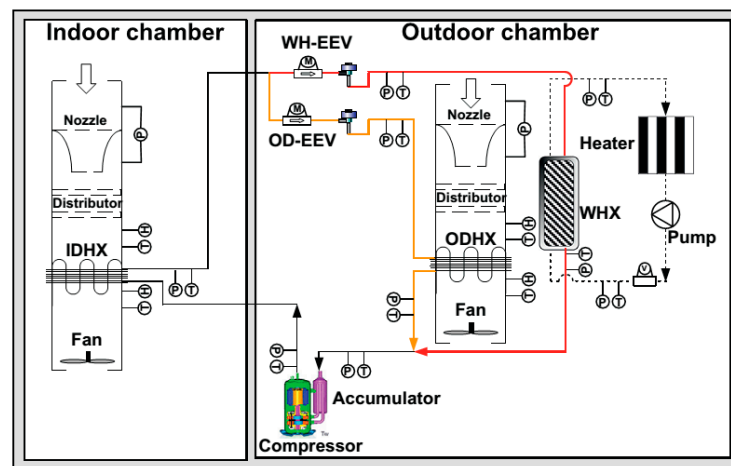 Indoor chamber
Outdoor chamber
WH-EEV
M
P T
P T
Nozzle
P
M
OD-EEV
P T
Nozzle
Heater
Distributor
Distributor
WHX
H
T
H
T
Pump
IDHX
ODHX
T
P
P T
H
T
H
T
V
P T
P
T
Fan
Fan
P
T
P T
Accumulator
Compressor